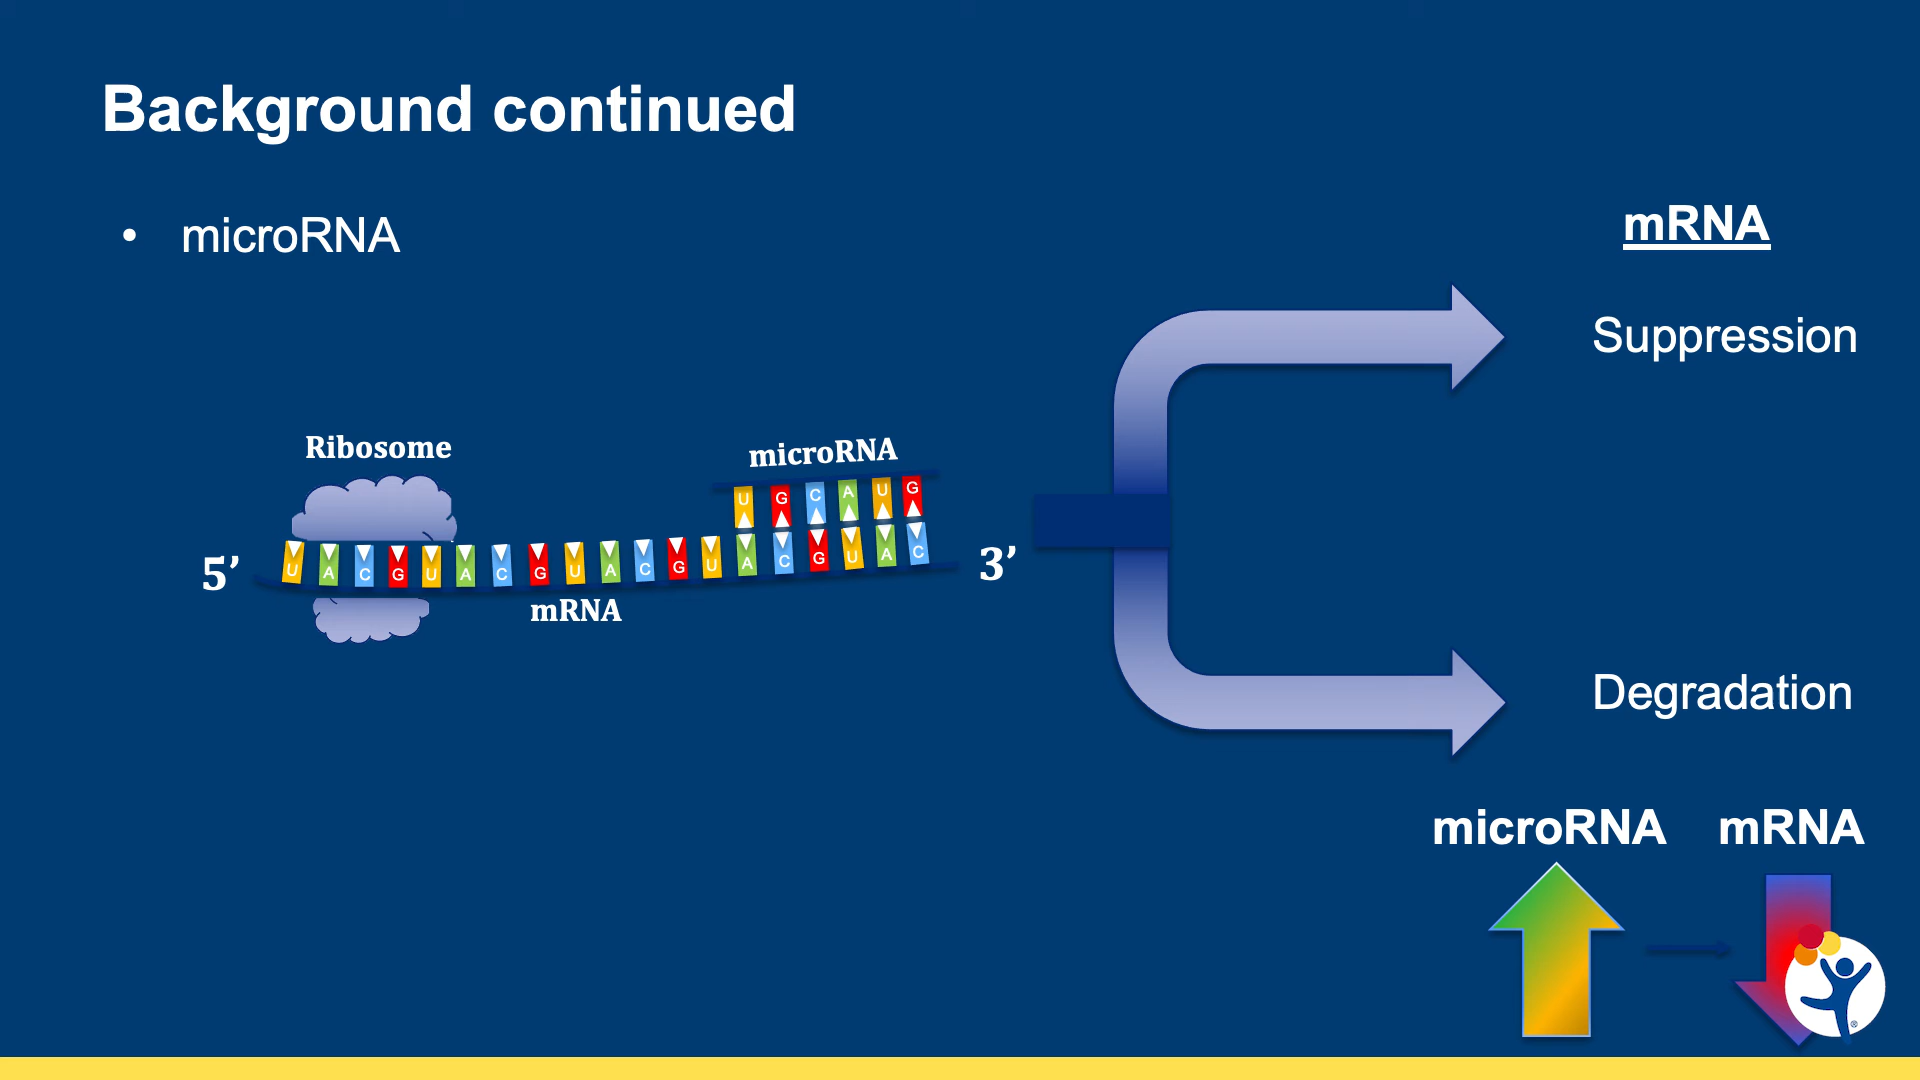 Background continued
• microRNA
mRNA
Suppression
Ribosome
microRNA
U G C A U G
5’
U A C G U A C G U A C G U A C G U A C
3’
mRNA
Degradation
microRNA mRNA
®